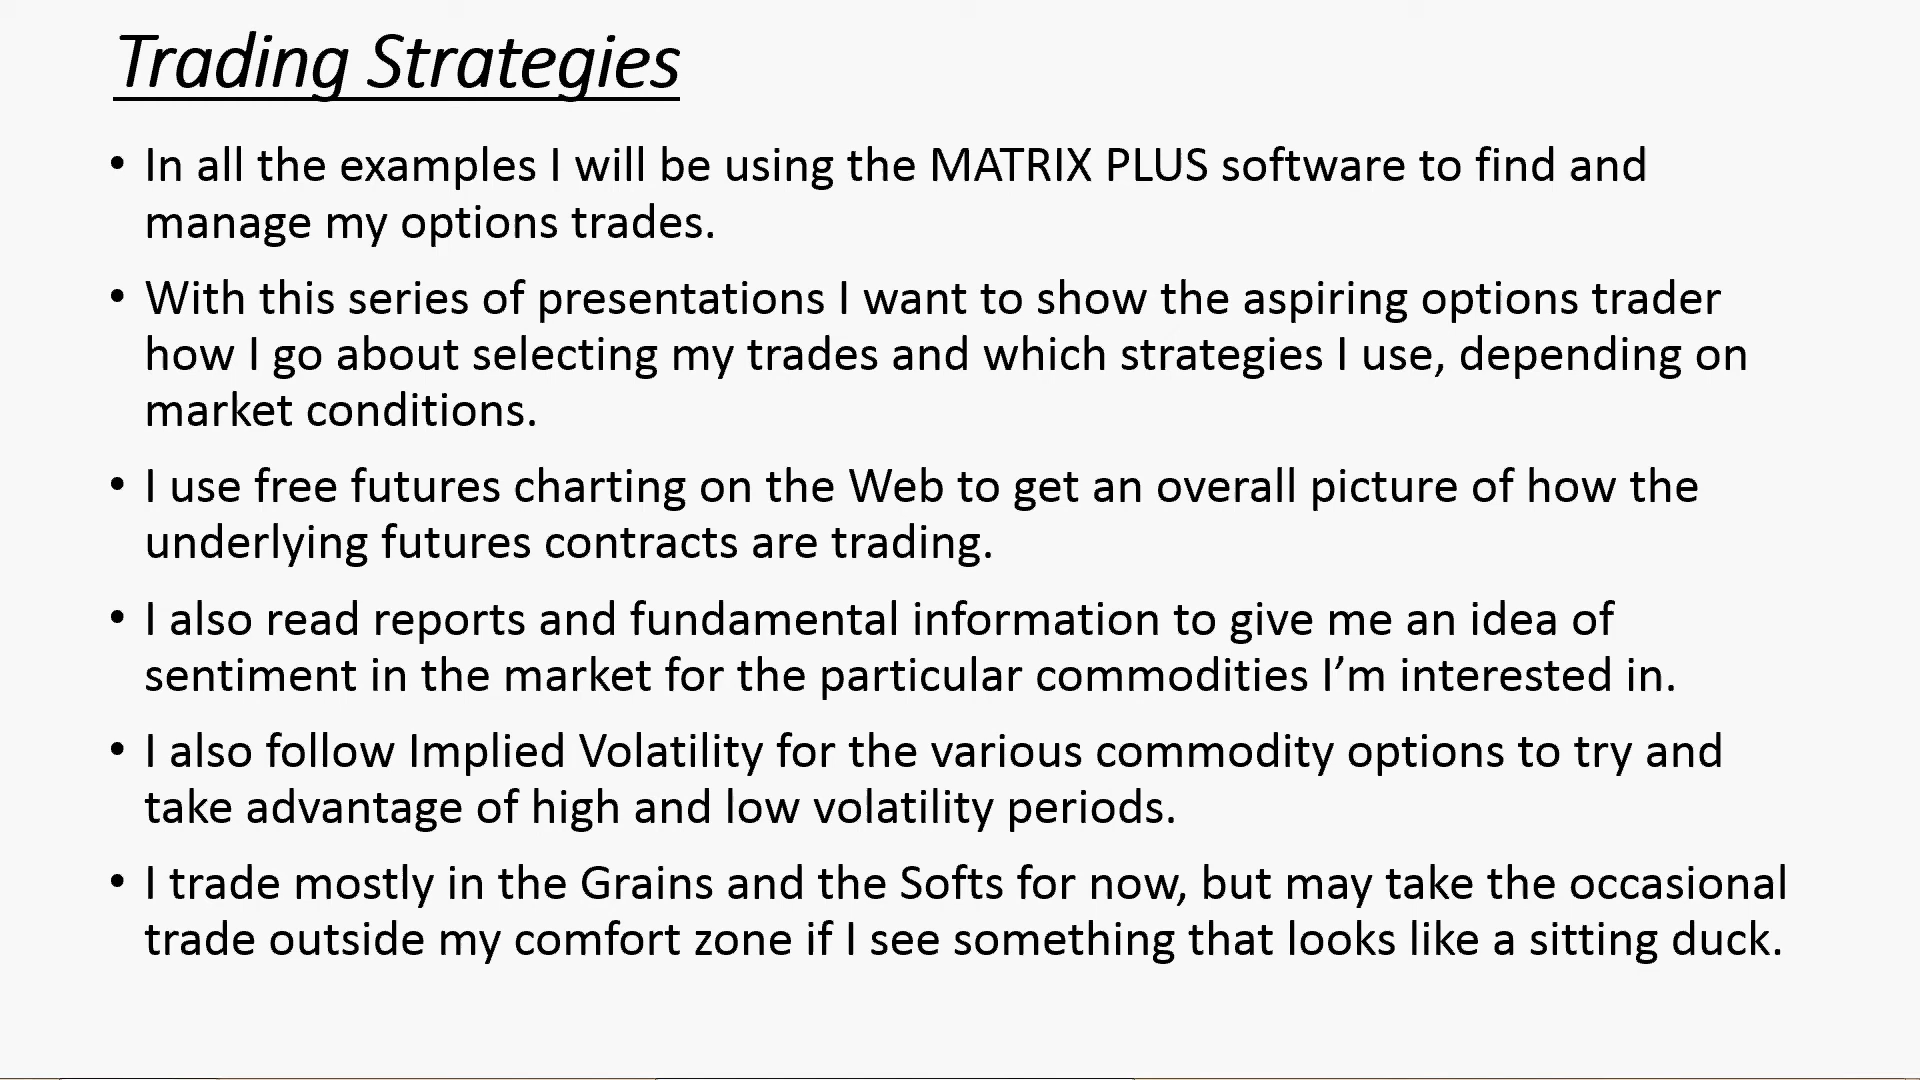 Trading Strategies
• In all the examples I will be using the MATRIX PLUS software to find and
manage my options trades.
• With this series of presentations I want to show the aspiring options trader
how I go about selecting my trades and which strategies I use, depending on
market conditions.
• I use free futures charting on the Web to get an overall picture of how the
underlying futures contracts are trading.
• I also read reports and fundamental information to give me an idea of
sentiment in the market for the particular commodities I’m interested in.
• I also follow Implied Volatility for the various commodity options to try and
take advantage of high and low volatility periods.
• I trade mostly in the Grains and the Softs for now, but may take the occasional
trade outside my comfort zone if I see something that looks like a sitting duck.